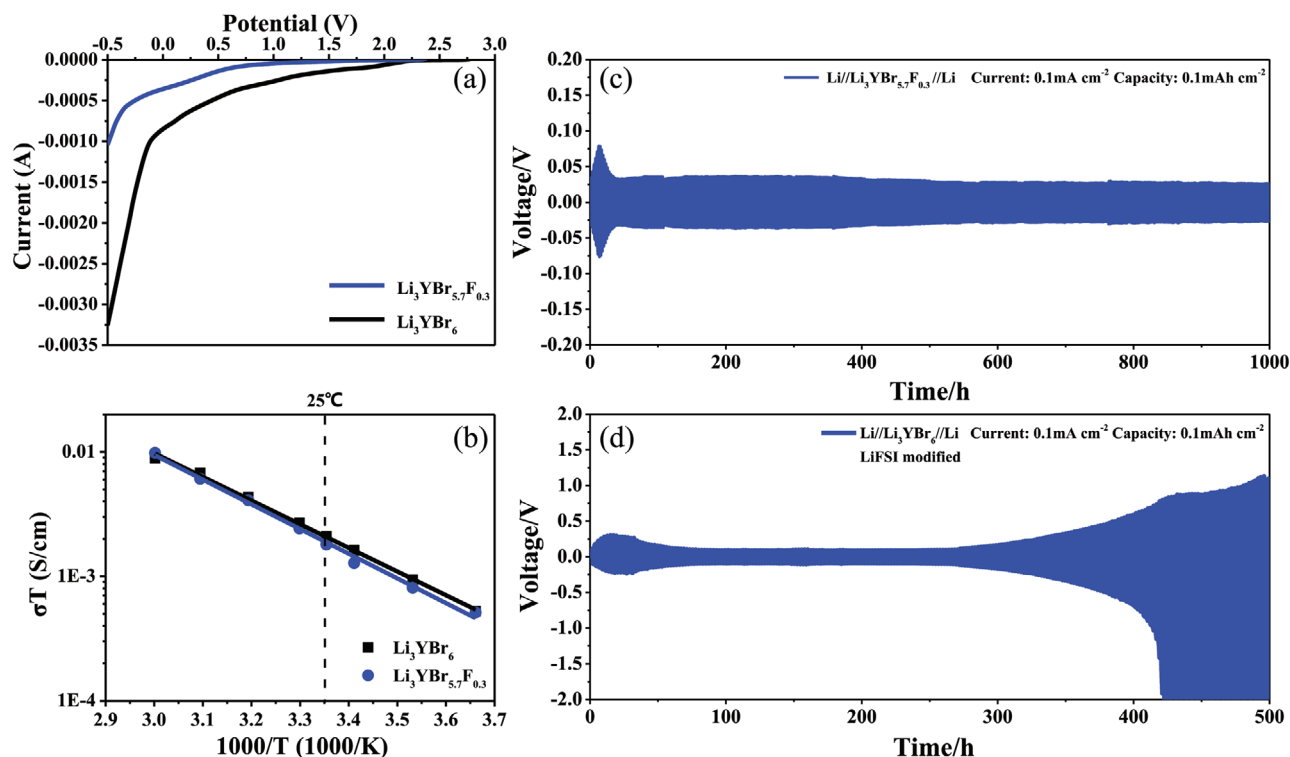 Potential (V)
-0.5 0.0 0.5 1.0 1.5 2.0 2.5 3.0
0.0000
-0.0005
-0.0010
-0.0015
-0.0020
-0.0025
-0.0030
-0.0035
Current (A)
(a)
Li₃YBr₅.₇F₀.₃
Li₃YBr₆
0.20
0.15
0.10
0.05
0.00
-0.05
-0.10
-0.15
-0.20
Voltage/V
(c)
Li//Li₃YBr₅.₇F₀.₃//Li Current: 0.1mA cm⁻² Capacity: 0.1mAh cm⁻²
0 200 400 600 800 1000
Time/h
25℃
(b)
0.01
1E-3
1E-4
σT (S/cm)
Li₃YBr₆
Li₃YBr₅.₇F₀.₃
2.9 3.0 3.1 3.2 3.3 3.4 3.5 3.6 3.7
1000/T (1000/K)
2.0
1.5
1.0
0.5
0.0
-0.5
-1.0
-1.5
-2.0
Voltage/V
(d)
Li//Li₃YBr₆//Li Current: 0.1mA cm⁻² Capacity: 0.1mAh cm⁻²
LiFSI modified
0 100 200 300 400 500
Time/h